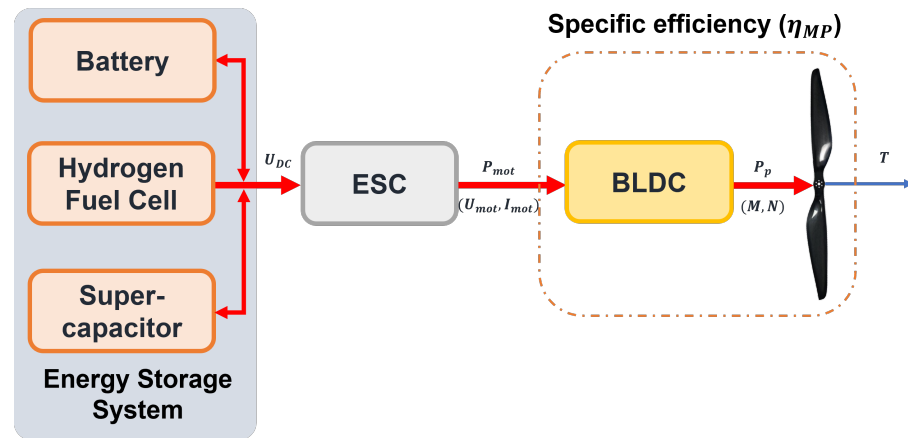 Specific efficiency (η_MP)
Battery
Hydrogen
Fuel Cell
Super-
capacitor
Energy Storage
System
U_DC
ESC
P_mot
(U_mot, I_mot)
BLDC
P_p
(M, N)
T